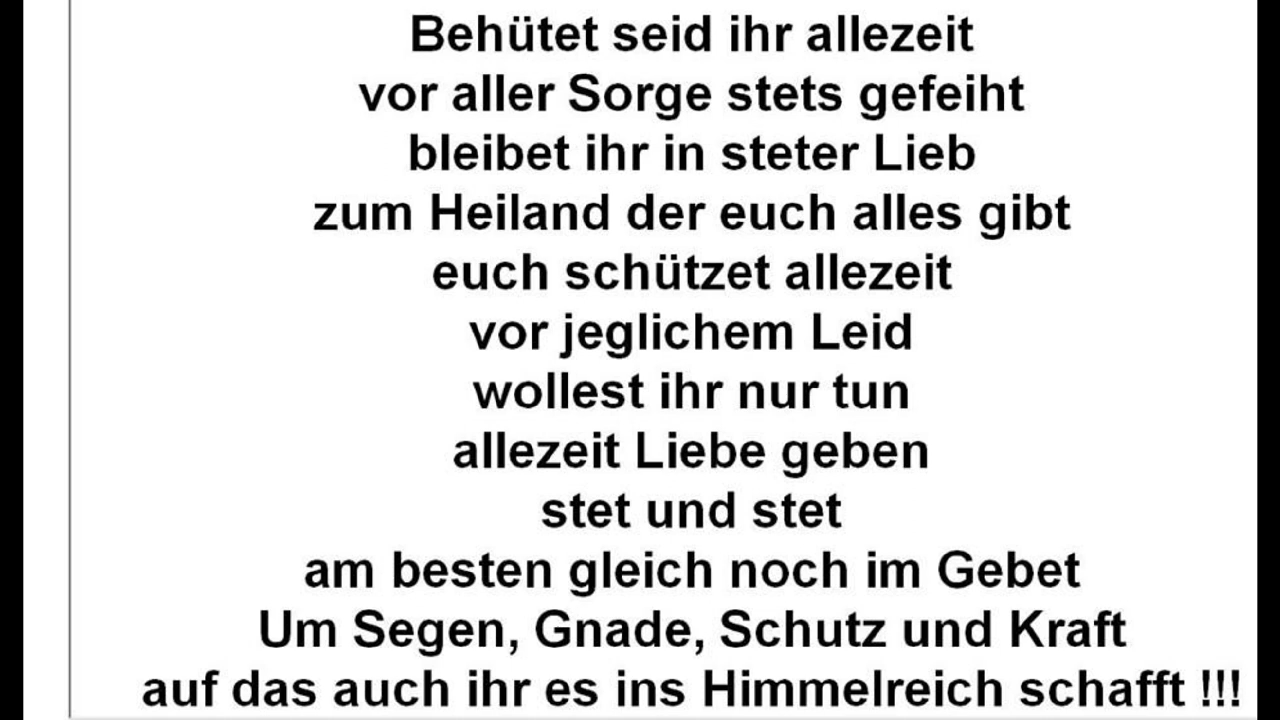 Behütet seid ihr allezeit
vor aller Sorge stets gefeiht
bleibet ihr in steter Lieb
zum Heiland der euch alles gibt
euch schützet allezeit
vor jeglichem Leid
wollest ihr nur tun
allezeit Liebe geben
stet und stet
am besten gleich noch im Gebet
Um Segen, Gnade, Schutz und Kraft
auf das auch ihr es ins Himmelreich schafft !!!